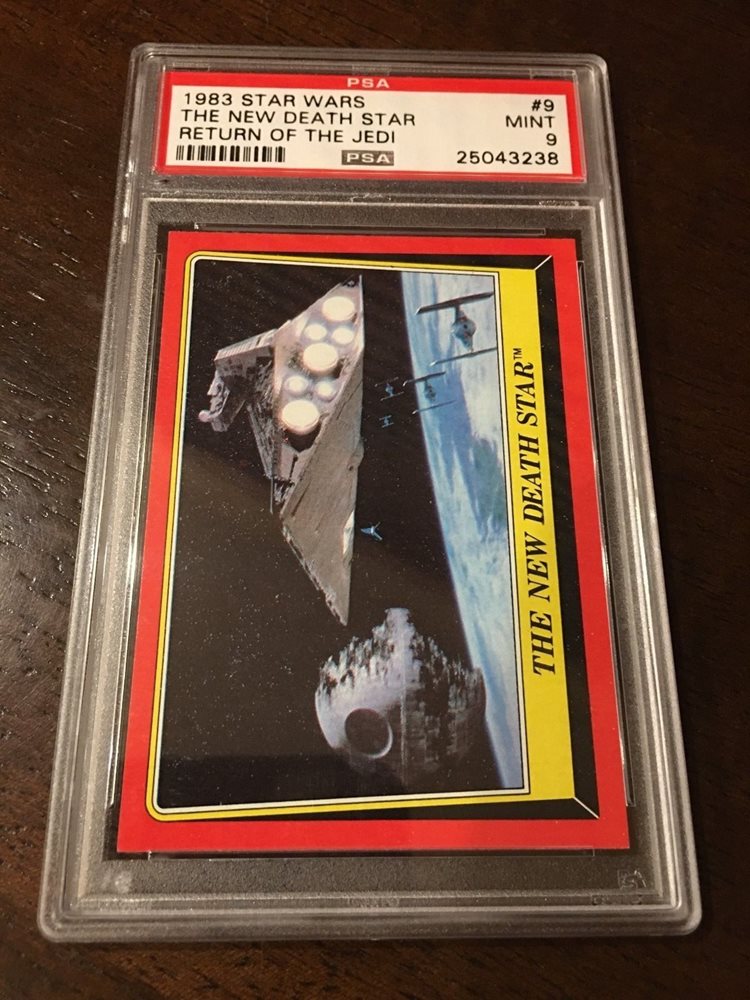 PSA
1983 STAR WARS #9
THE NEW DEATH STAR MINT
RETURN OF THE JEDI 9
PSA 25043238
THE NEW DEATH STAR™